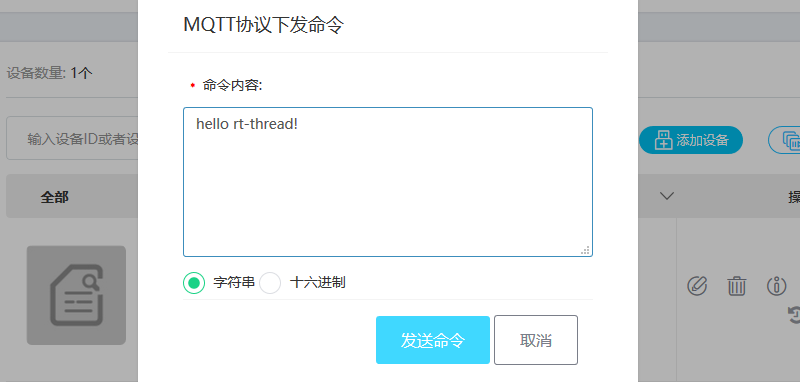 MQTT协议下发命令
设备数量: 1个
* 命令内容:
hello rt-thread!
输入设备ID或者设
添加设备
全部
字符串 十六进制
发送命令 取消